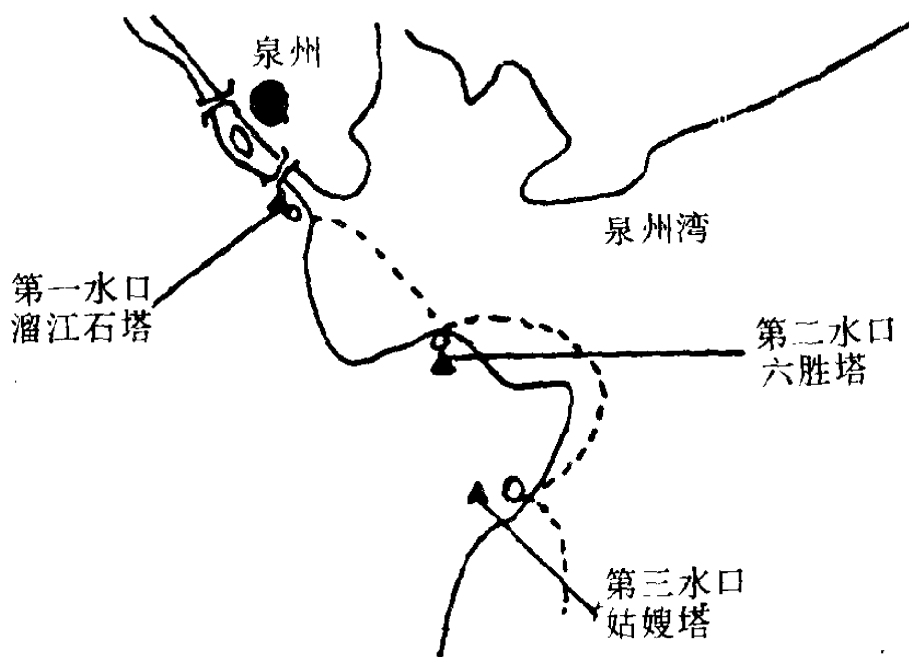 泉州
泉州湾
第一水口
溜江石塔
第二水口
六胜塔
第三水口
姑嫂塔